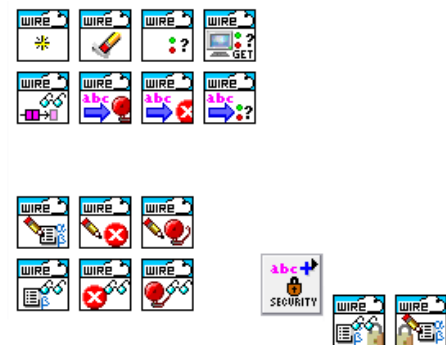 WIRE WIRE WIRE WIRE
? ?
GET
WIRE WIRE WIRE WIRE
abc abc abc
?
WIRE WIRE WIRE
α
β
WIRE WIRE WIRE
β
abc
SECURITY
WIRE WIRE
β α
β